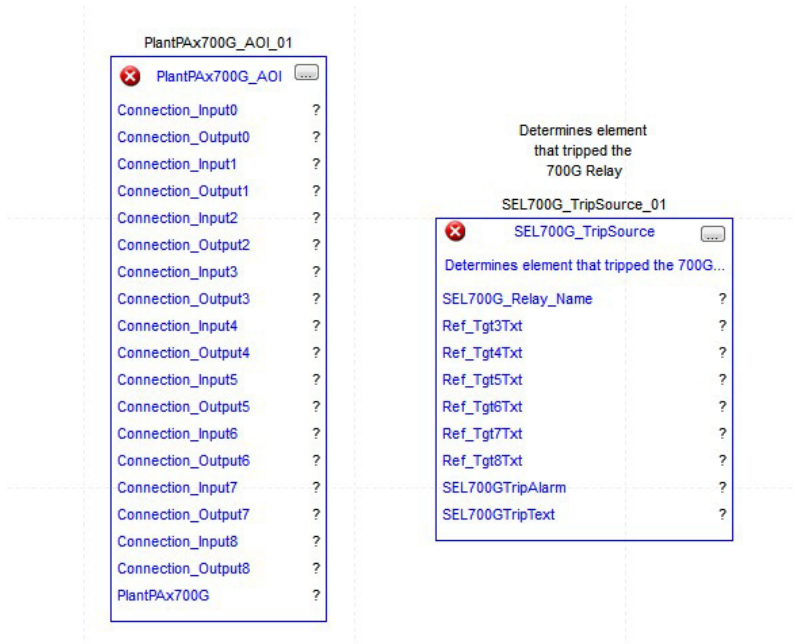 PlantPAx700G_AOI_01
PlantPAx700G_AOI ...
Connection_Input0 ?
Connection_Output0 ?
Connection_Input1 ?
Connection_Output1 ?
Connection_Input2 ?
Connection_Output2 ?
Connection_Input3 ?
Connection_Output3 ?
Connection_Input4 ?
Connection_Output4 ?
Connection_Input5 ?
Connection_Output5 ?
Connection_Input6 ?
Connection_Output6 ?
Connection_Input7 ?
Connection_Output7 ?
Connection_Input8 ?
Connection_Output8 ?
PlantPAx700G ?
Determines element
that tripped the
700G Relay
SEL700G_TripSource_01
SEL700G_TripSource ...
Determines element that tripped the 700G...
SEL700G_Relay_Name ?
Ref_Tgt3Txt ?
Ref_Tgt4Txt ?
Ref_Tgt5Txt ?
Ref_Tgt6Txt ?
Ref_Tgt7Txt ?
Ref_Tgt8Txt ?
SEL700GTripAlarm ?
SEL700GTripText ?